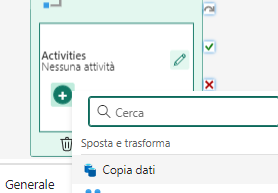 Activities
Nessuna attività
Cerca
Sposta e trasforma
Copia dati
Generale